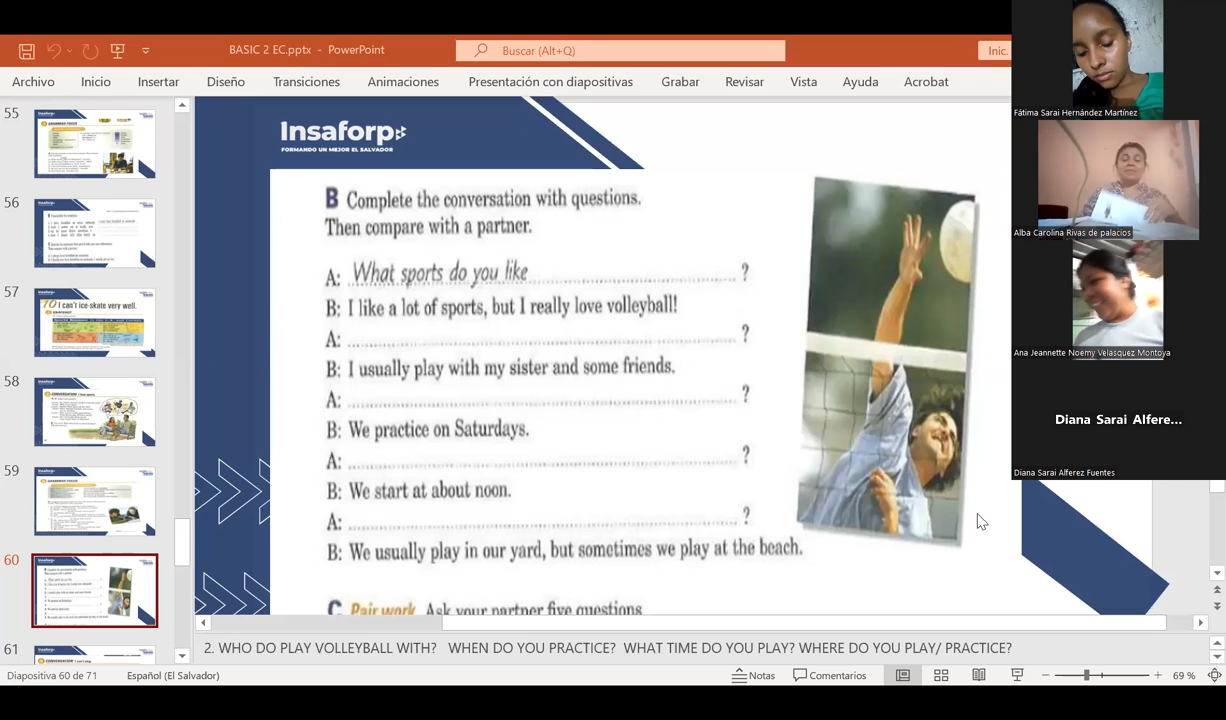 BASIC 2 EC.pptx - PowerPoint
Buscar (Alt+Q)
Inic.
Archivo Inicio Insertar Diseño Transiciones Animaciones Presentación con diapositivas Grabar Revisar Vista Ayuda Acrobat
55
56
57
10 I can't ice-skate very well.
58
59
60
61
Insaforp
FORMANDO UN MEJOR EL SALVADOR
B Complete the conversation with questions.
Then compare with a partner.
A: What sports do you like ?
B: I like a lot of sports, but I really love volleyball!
A: ?
B: I usually play with my sister and some friends.
A: ?
B: We practice on Saturdays.
A: ?
B: We start at about noon.
A: ?
B: We usually play in our yard, but sometimes we play at the beach.
C Pair work Ask your partner five questions
2. WHO DO PLAY VOLLEYBALL WITH? WHEN DO YOU PRACTICE? WHAT TIME DO YOU PLAY? WHERE DO YOU PLAY/ PRACTICE?
Diapositiva 60 de 71 Español (El Salvador) Notas Comentarios 69 %
Fátima Sarai Hernández Martínez
Alba Carolina Rivas de palacios
Ana Jeannette Noemy Velasquez Montoya
Diana Sarai Alfere...
Diana Sarai Alferez Fuentes